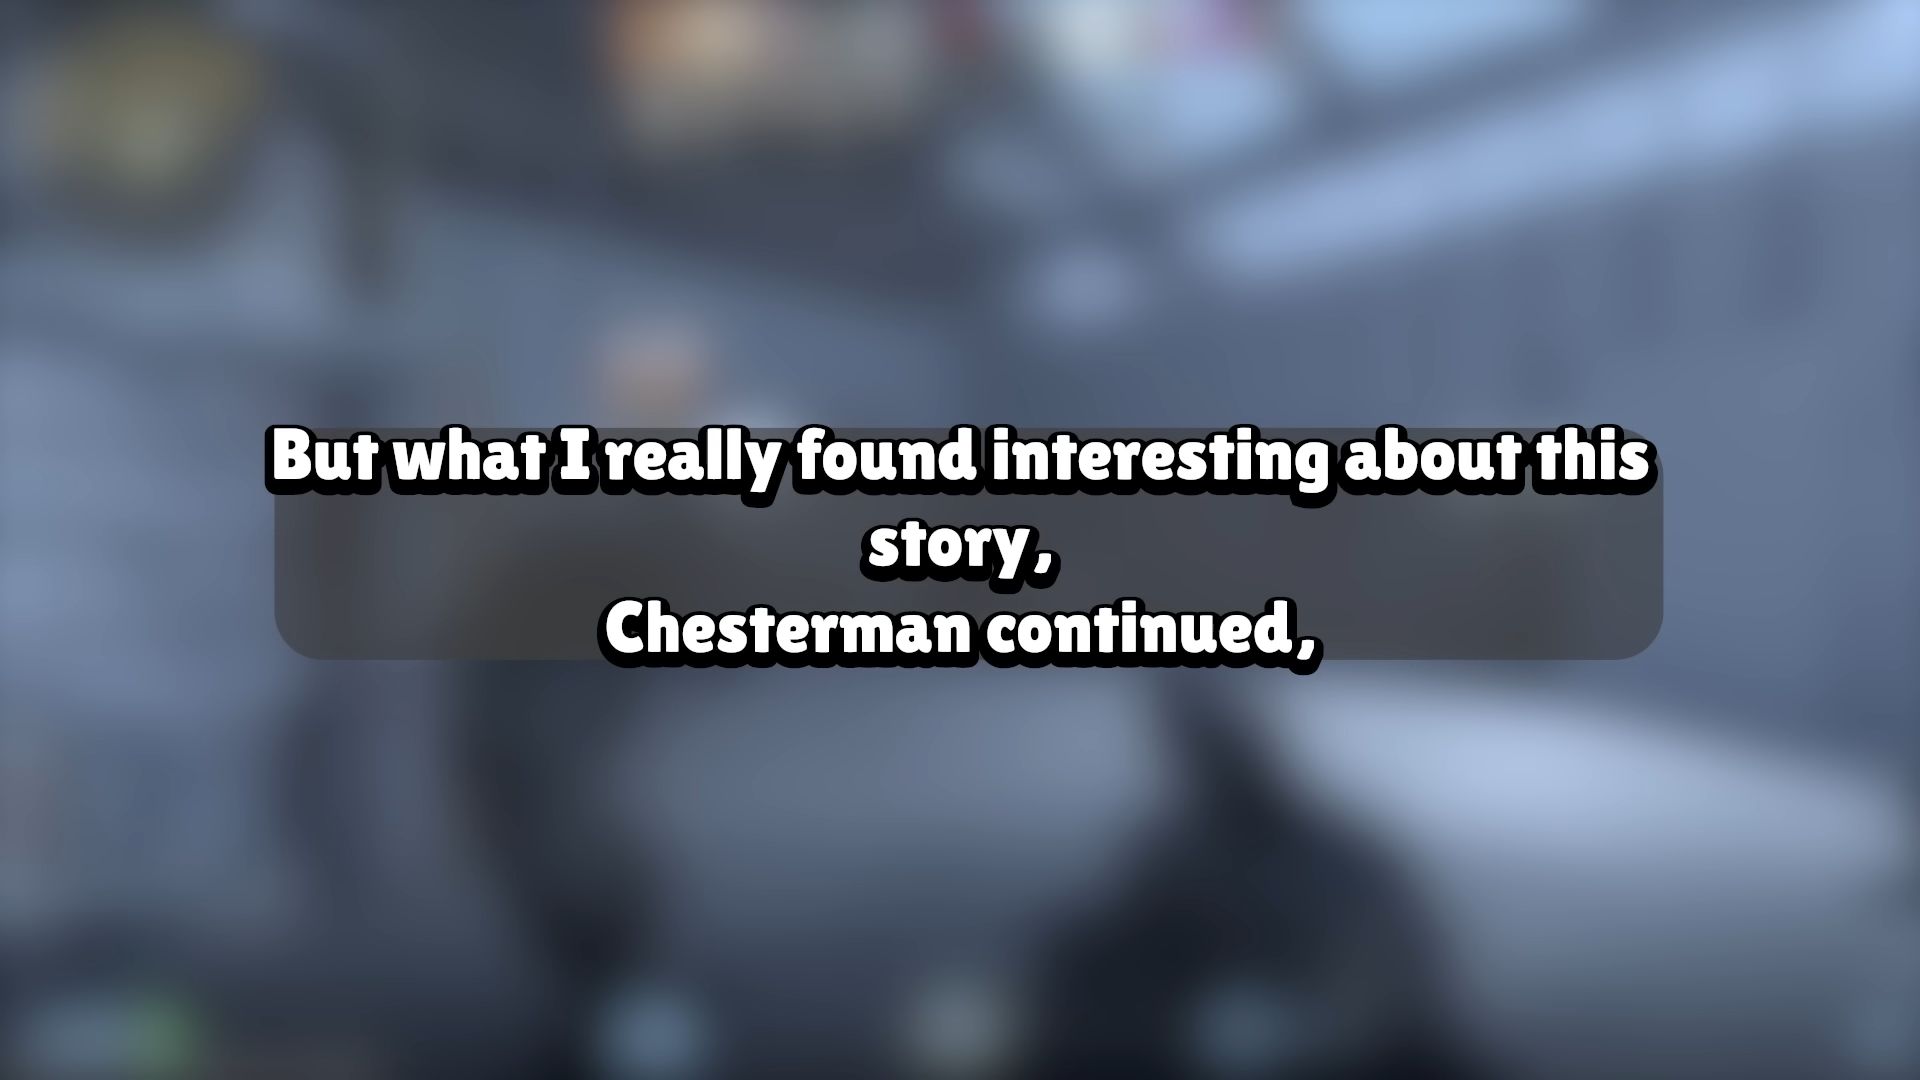 But what I really found interesting about this
story,
Chesterman continued,